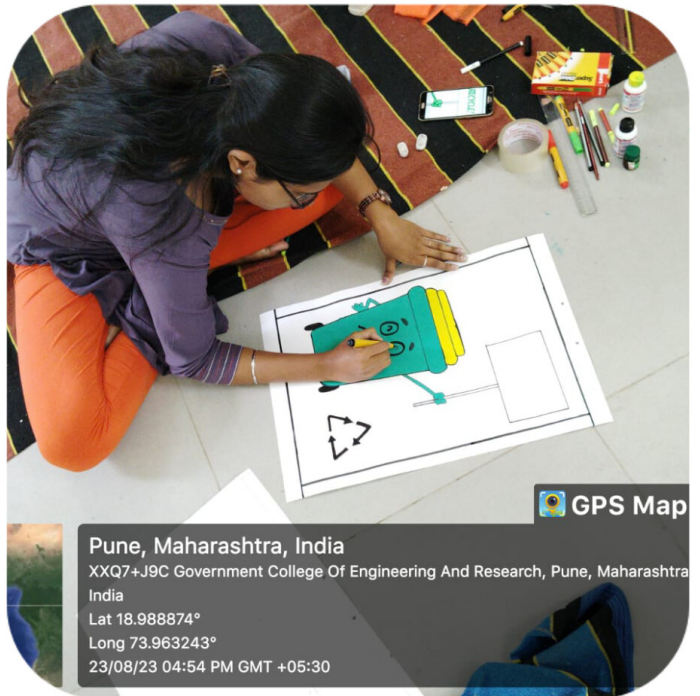 GPS Map
Pune, Maharashtra, India
XXQ7+J9C Government College Of Engineering And Research, Pune, Maharashtra
India
Lat 18.988874°
Long 73.963243°
23/08/23 04:54 PM GMT +05:30